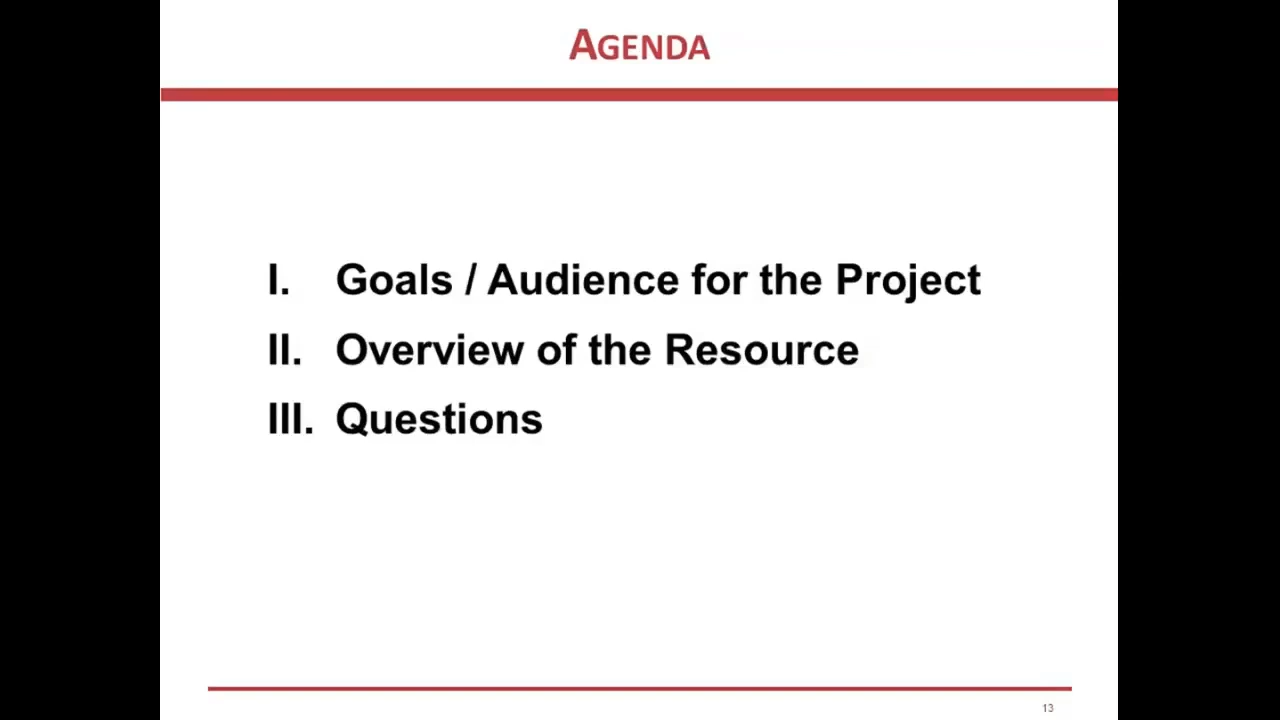 AGENDA
I. Goals / Audience for the Project
II. Overview of the Resource
III. Questions
13